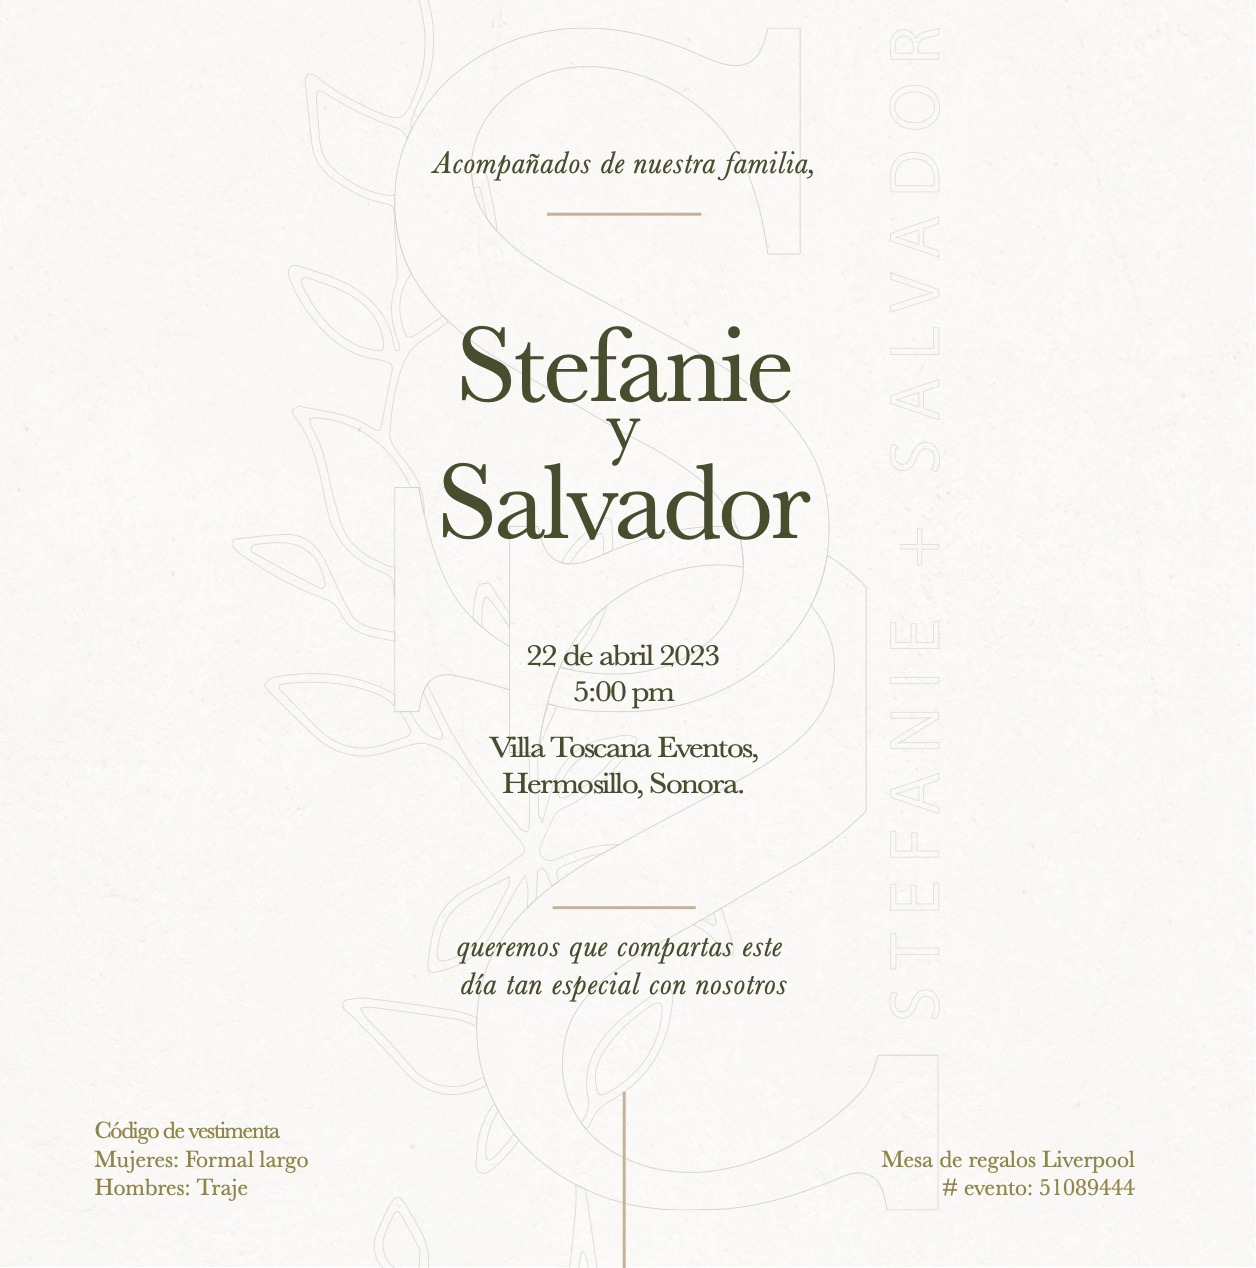 Acompañados de nuestra familia,
Stefanie
y
Salvador
22 de abril 2023
5:00 pm
Villa Toscana Eventos,
Hermosillo, Sonora.
queremos que compartas este
día tan especial con nosotros
Código de vestimenta
Mujeres: Formal largo
Hombres: Traje
Mesa de regalos Liverpool
# evento: 51089444
STEFANIE + SALVADOR